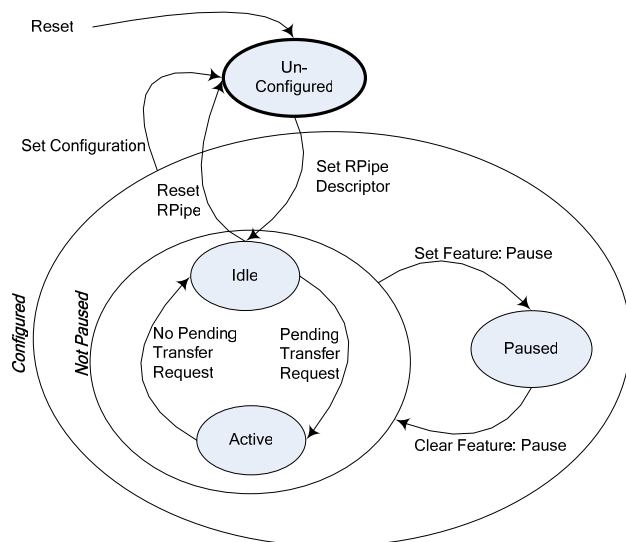 Reset
Un-
Configured
Set Configuration
Reset
RPipe
Set RPipe
Descriptor
Idle
Set Feature: Pause
No Pending
Transfer
Request
Pending
Transfer
Request
Paused
Configured
Not Paused
Active
Clear Feature: Pause